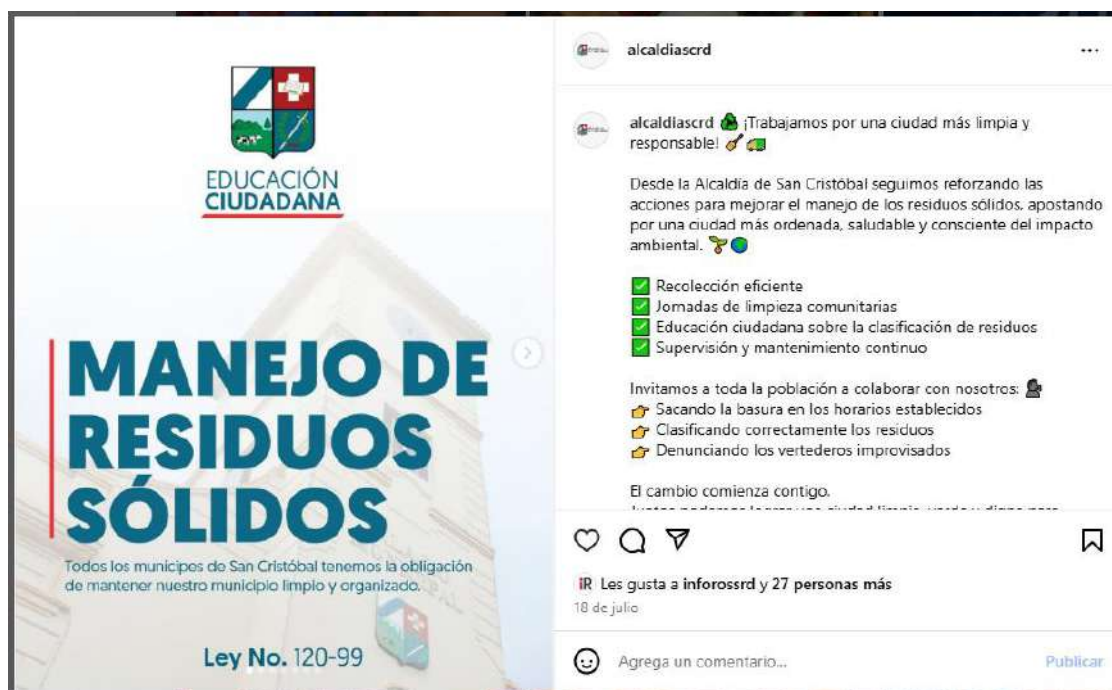 EDUCACIÓN
CIUDADANA
MANEJO DE
RESIDUOS
SÓLIDOS
Todos los municipes de San Cristóbal tenemos la obligación
de mantener nuestro municipio limpio y organizado.
Ley No. 120-99
alcaldiascrd
alcaldiascrd ¡Trabajamos por una ciudad más limpia y
responsable!
Desde la Alcaldía de San Cristóbal seguimos reforzando las
acciones para mejorar el manejo de los residuos sólidos, apostando
por una ciudad más ordenada, saludable y consciente del impacto
ambiental.
Recolección eficiente
Jornadas de limpieza comunitarias
Educación ciudadana sobre la clasificación de residuos
Supervisión y mantenimiento continuo
Invitamos a toda la población a colaborar con nosotros:
Sacando la basura en los horarios establecidos
Clasificando correctamente los residuos
Denunciando los vertederos improvisados
El cambio comienza contigo.
iR Les gusta a inforossrd y 27 personas más
18 de julio
Agrega un comentario...
Publicar